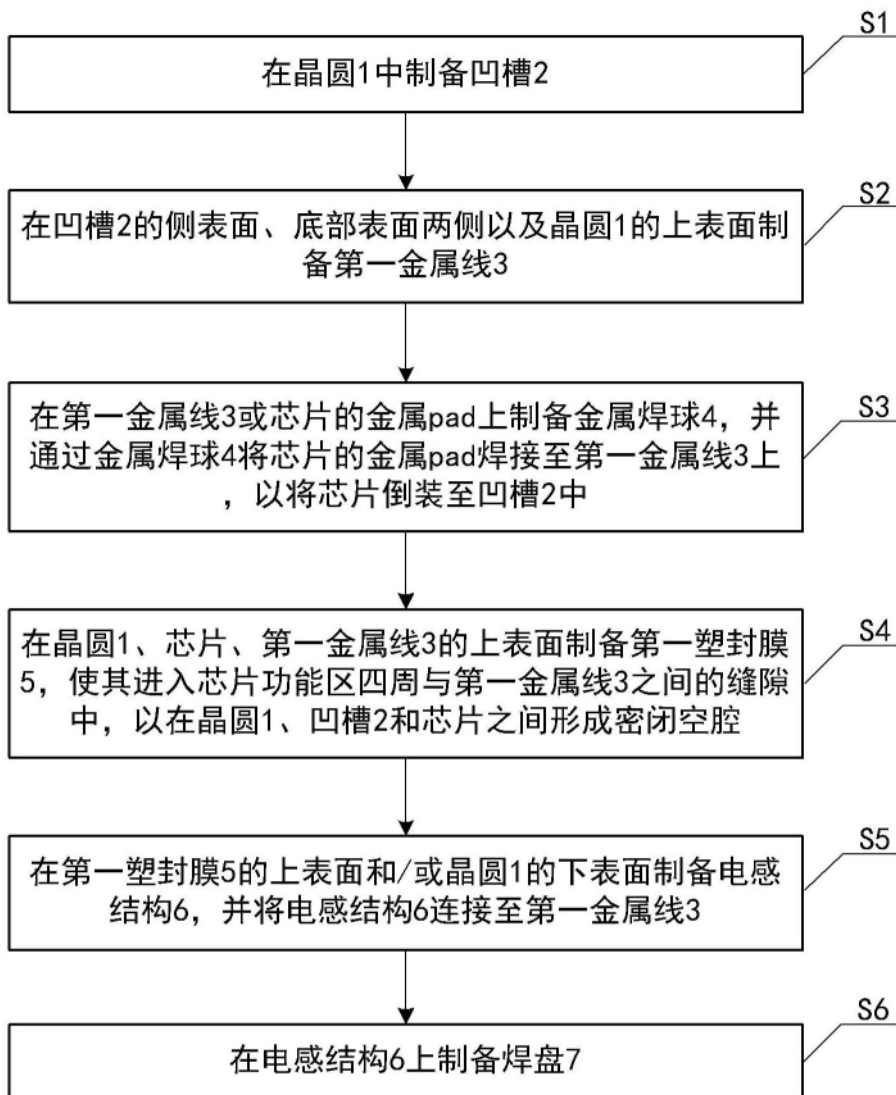 S1
在晶圆1中制备凹槽2
S2
在凹槽2的侧表面、底部表面两侧以及晶圆1的上表面制
备第一金属线3
S3
在第一金属线3或芯片的金属pad上制备金属焊球4，并
通过金属焊球4将芯片的金属pad焊接至第一金属线3上
，以将芯片倒装至凹槽2中
S4
在晶圆1、芯片、第一金属线3的上表面制备第一塑封膜
5，使其进入芯片功能区四周与第一金属线3之间的缝隙
中，以在晶圆1、凹槽2和芯片之间形成密闭空腔
S5
在第一塑封膜5的上表面和/或晶圆1的下表面制备电感
结构6，并将电感结构6连接至第一金属线3
S6
在电感结构6上制备焊盘7